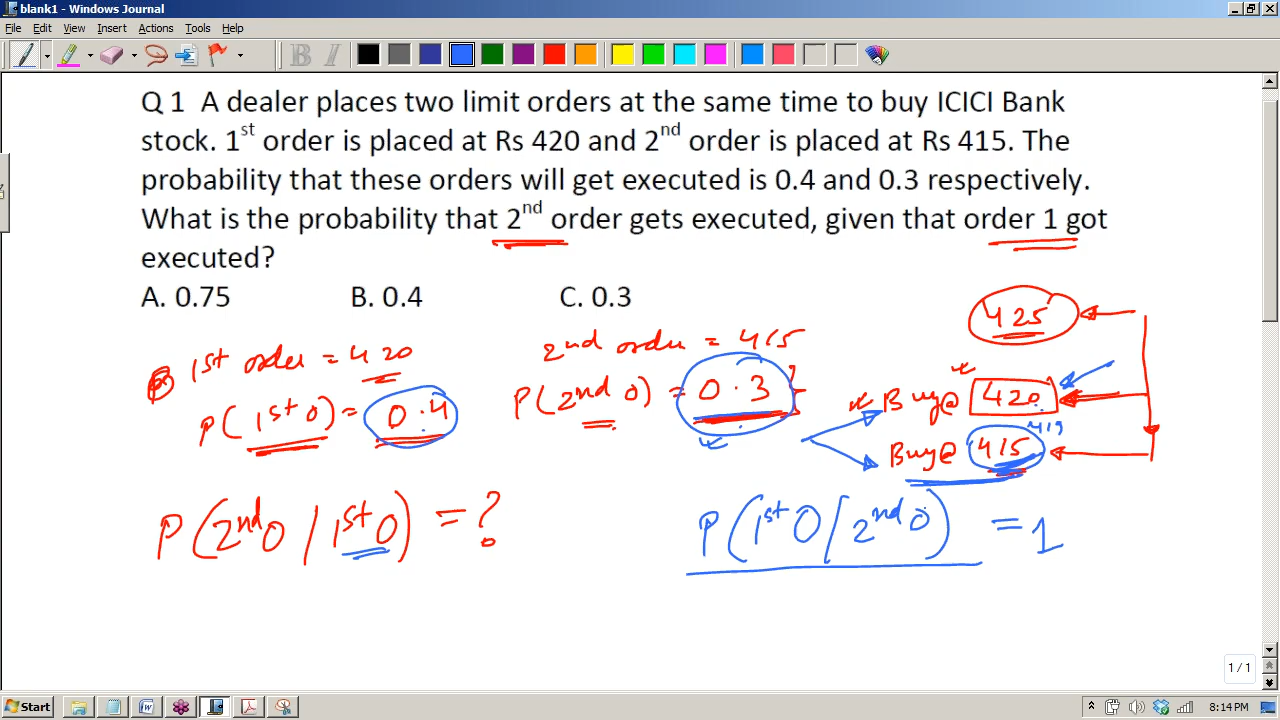 blank1 - Windows Journal
File Edit View Insert Actions Tools Help
B I
Q 1 A dealer places two limit orders at the same time to buy ICICI Bank
stock. 1st order is placed at Rs 420 and 2nd order is placed at Rs 415. The
probability that these orders will get executed is 0.4 and 0.3 respectively.
What is the probability that 2nd order gets executed, given that order 1 got
executed?
A. 0.75 B. 0.4 C. 0.3
425
1st order = 420
2nd order = 415
P(1st O) = 0.4
P(2nd O) = 0.3
Buy@ 420
419
Buy@ 415
P(2nd O / 1st O) = ?
P(1st O / 2nd O) = 1
1 / 1
Start
8:14 PM